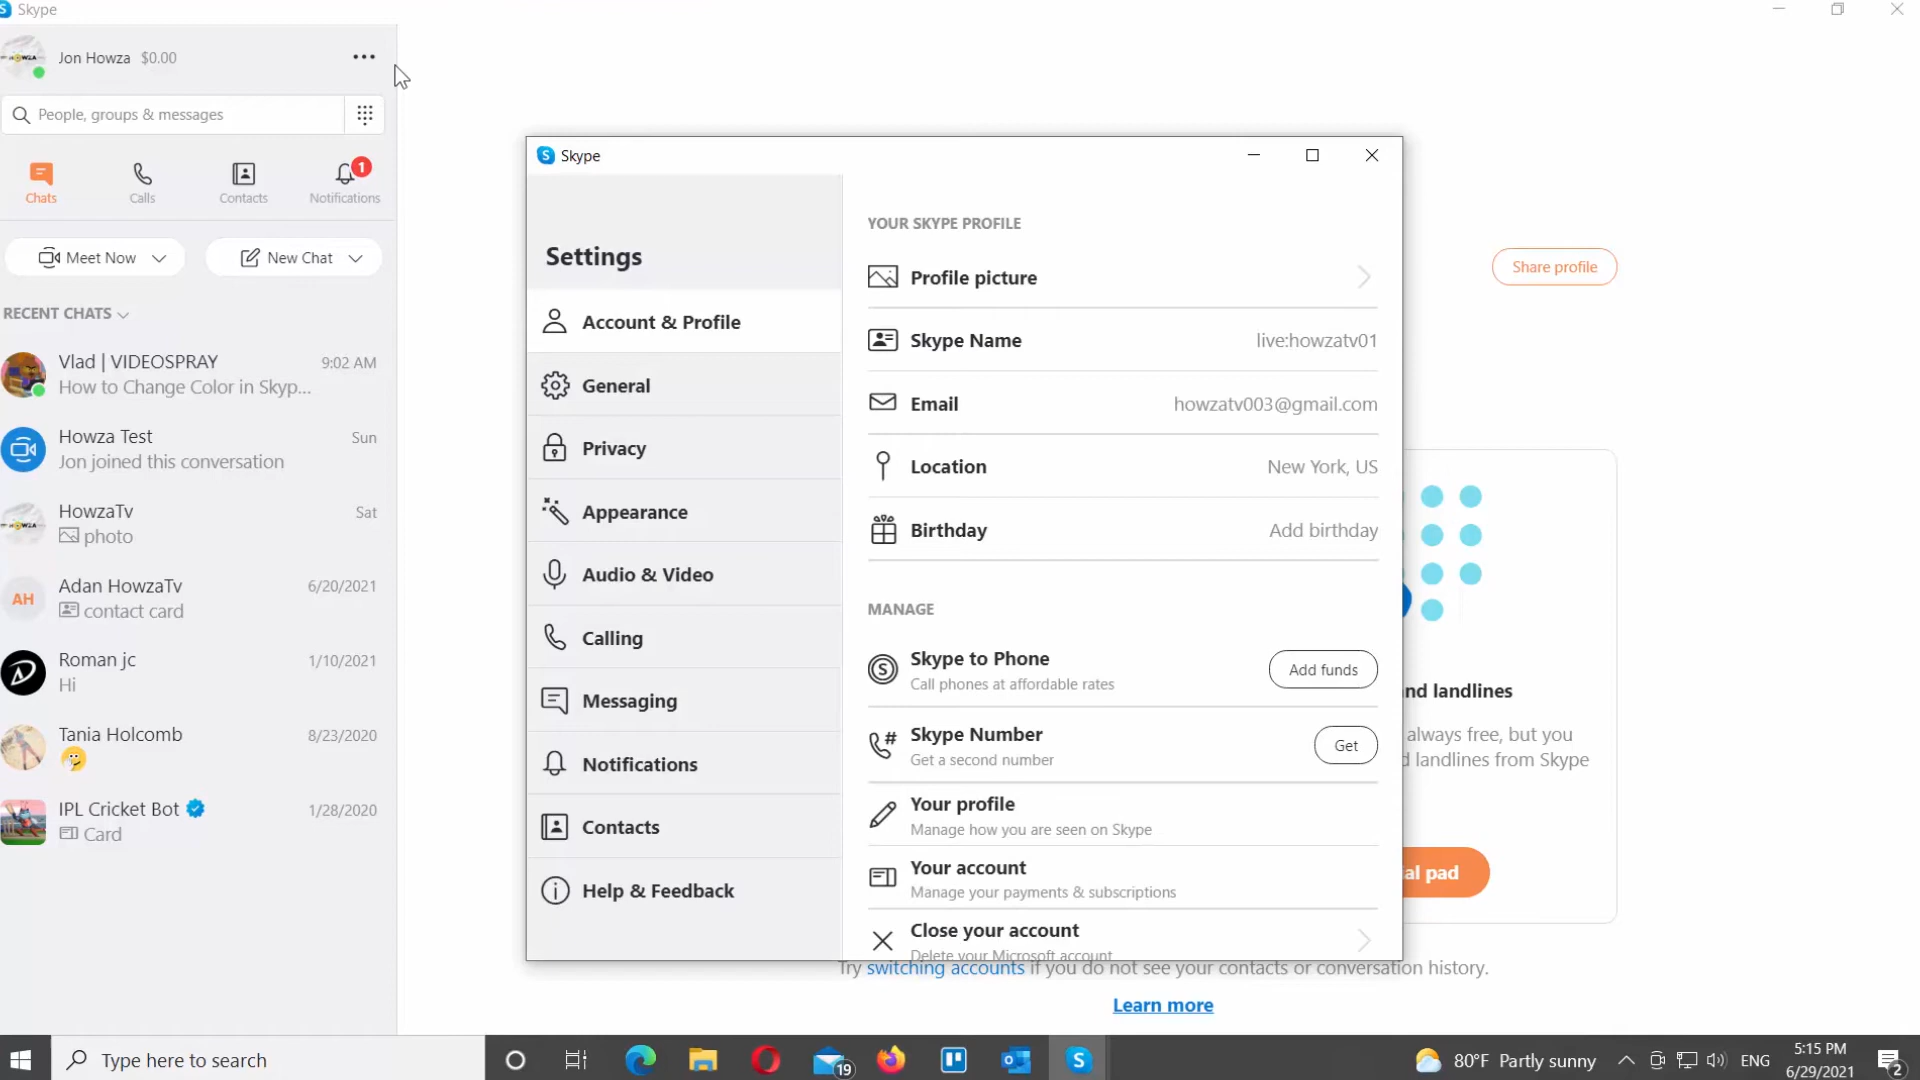 Skype
Jon Howza $0.00
People, groups & messages
Chats
Calls
Contacts
Notifications
1
Meet Now
New Chat
RECENT CHATS
Vlad | VIDEOSPRAY 9:02 AM
How to Change Color in Skyp...
Howza Test Sun
Jon joined this conversation
HowzaTv Sat
photo
AH
Adan HowzaTv 6/20/2021
contact card
Roman jc 1/10/2021
Hi
Tania Holcomb 8/23/2020
IPL Cricket Bot 1/28/2020
Card
Skype
Settings
Account & Profile
General
Privacy
Appearance
Audio & Video
Calling
Messaging
Notifications
Contacts
Help & Feedback
YOUR SKYPE PROFILE
Profile picture
Skype Name live:howzatv01
Email howzatv003@gmail.com
Location New York, US
Birthday Add birthday
MANAGE
Skype to Phone
Call phones at affordable rates
Add funds
Skype Number
Get a second number
Get
Your profile
Manage how you are seen on Skype
Your account
Manage your payments & subscriptions
Close your account
Delete your Microsoft account
Share profile
nd landlines
always free, but you
d landlines from Skype
al pad
Try switching accounts if you do not see your contacts or conversation history.
Learn more
Type here to search
19
80°F Partly sunny
ENG
5:15 PM
6/29/2021
2